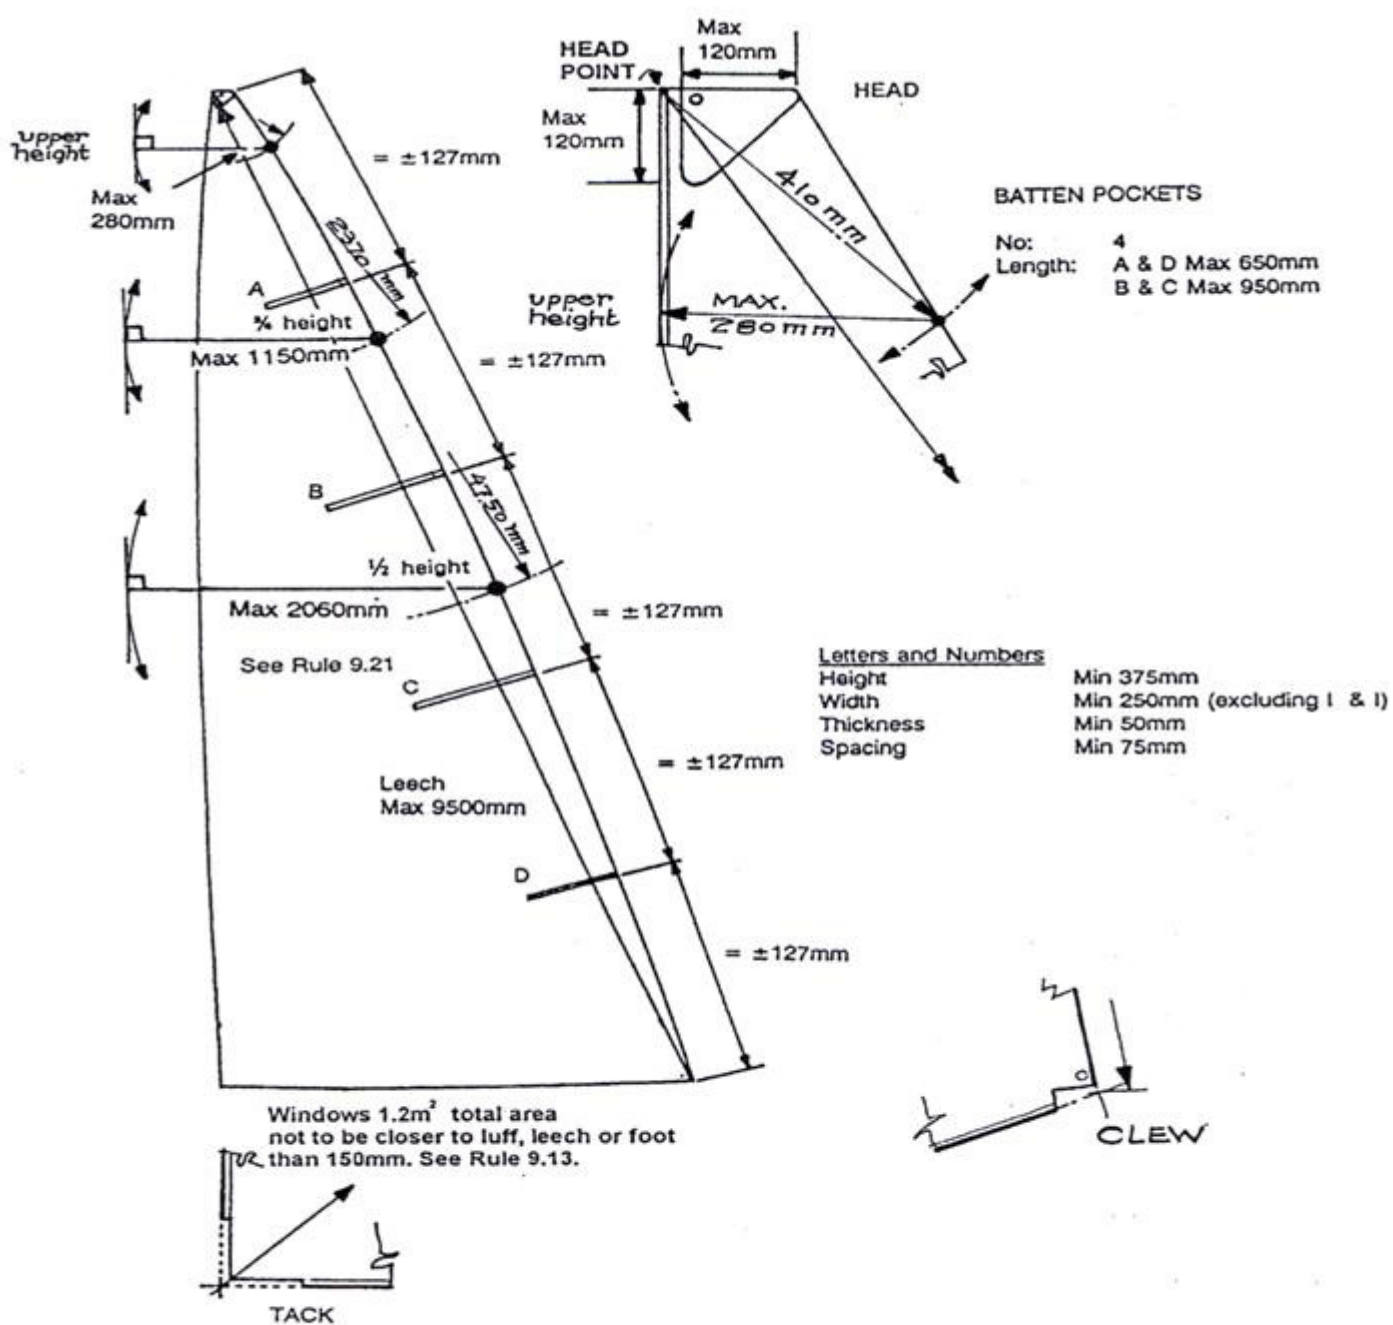 Max
120mm
HEAD
POINT
HEAD
Max
120mm
upper
height
= ±127mm
Max
280mm
410mm
BATTEN POCKETS
No: 4
Length: A & D Max 650mm
B & C Max 950mm
2370 mm
A
¾ height
Max 1150mm
upper
height
MAX.
280mm
= ±127mm
B
4750 mm
½ height
Max 2060mm
= ±127mm
See Rule 9.21
C
Letters and Numbers
Height Min 375mm
Width Min 250mm (excluding I & I)
Thickness Min 50mm
Spacing Min 75mm
= ±127mm
Leech
Max 9500mm
D
= ±127mm
Windows 1.2m² total area
not to be closer to luff, leech or foot
than 150mm. See Rule 9.13.
CLEW
TACK